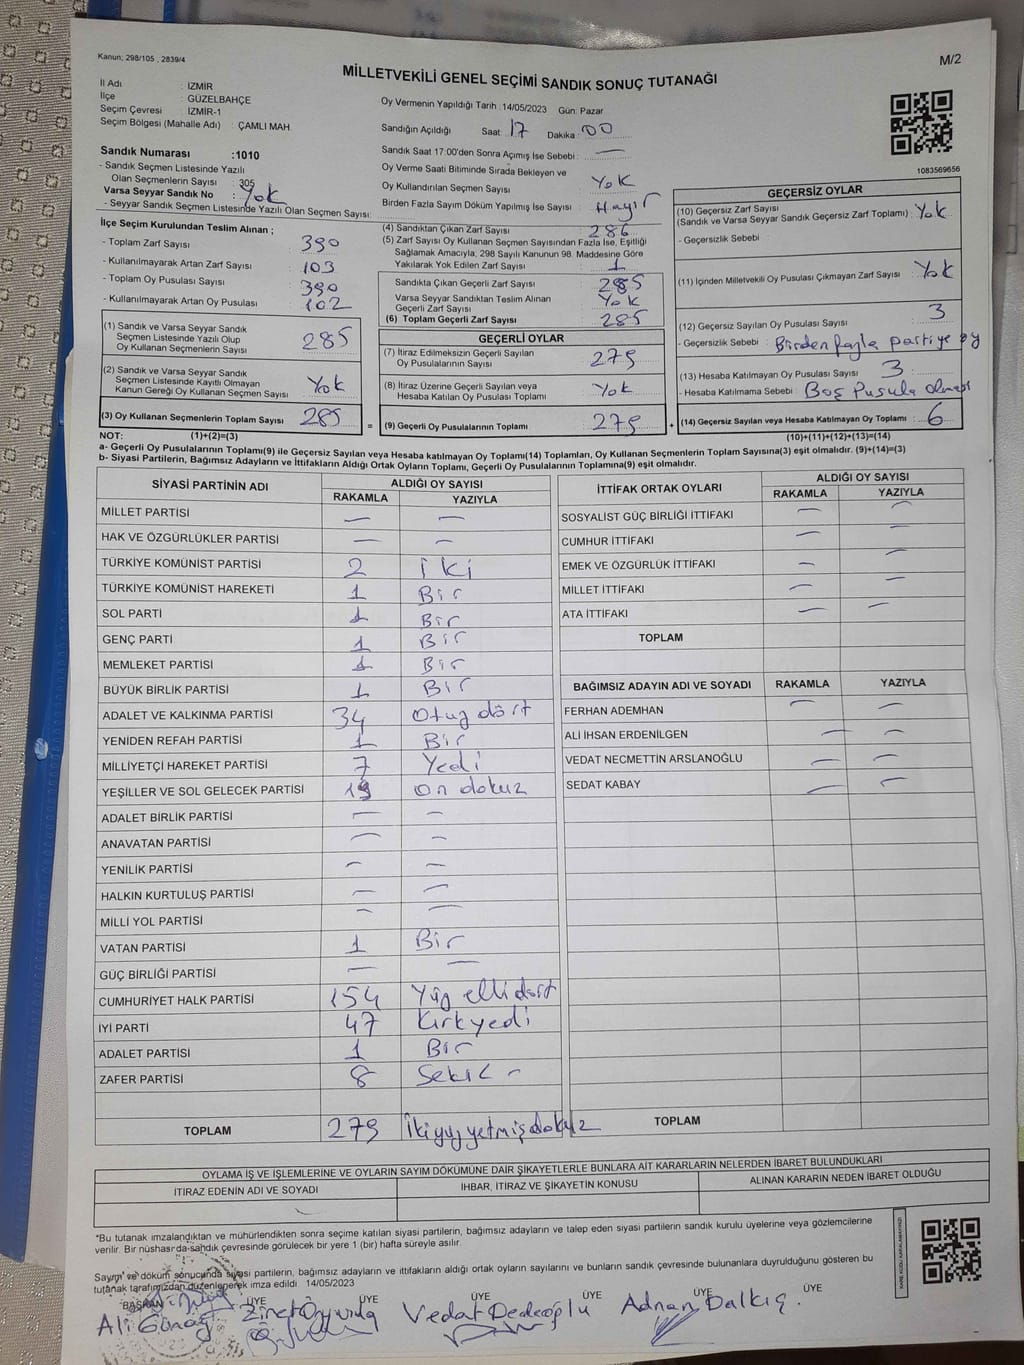 Kanun; 298/105 , 2839/4
M/2
MİLLETVEKİLİ GENEL SEÇİMİ SANDIK SONUÇ TUTANAĞI
İl Adı : İZMİR
İlçe : GÜZELBAHÇE
Seçim Çevresi : İZMİR-1
Seçim Bölgesi (Mahalle Adı) : ÇAMLI MAH.
Oy Vermenin Yapıldığı Tarih : 14/05/2023 Gün: Pazar
Sandığın Açıldığı Saat 17 Dakika 00
Sandık Saat 17:00'den Sonra Açımış İse Sebebi : —
Oy Verme Saati Bitiminde Sırada Bekleyen ve
Oy Kullandırılan Seçmen Sayısı : Yok
Birden Fazla Sayım Döküm Yapılmış İse Sayısı : Hayır
1083569656
Sandık Numarası :1010
- Sandık Seçmen Listesinde Yazılı
Olan Seçmenlerin Sayısı : 305
Varsa Seyyar Sandık No : Yok
- Seyyar Sandık Seçmen Listesinde Yazılı Olan Seçmen Sayısı:
İlçe Seçim Kurulundan Teslim Alınan ;
- Toplam Zarf Sayısı : 390
- Kullanılmayarak Artan Zarf Sayısı : 103
- Toplam Oy Pusulası Sayısı : 390
- Kullanılmayarak Artan Oy Pusulası : 102
(1) Sandık ve Varsa Seyyar Sandık
Seçmen Listesinde Yazılı Olup
Oy Kullanan Seçmenlerin Sayısı : 285
(2) Sandık ve Varsa Seyyar Sandık
Seçmen Listesinde Kayıtlı Olmayan
Kanun Gereği Oy Kullanan Seçmen Sayısı : Yok
(3) Oy Kullanan Seçmenlerin Toplam Sayısı : 285
(4) Sandıktan Çıkan Zarf Sayısı : 286
(5) Zarf Sayısı Oy Kullanan Seçmen Sayısından Fazla İse, Eşitliği
Sağlamak Amacıyla; 298 Sayılı Kanunun 98. Maddesine Göre
Yakılarak Yok Edilen Zarf Sayısı : 1
Sandıkta Çıkan Geçerli Zarf Sayısı : 285
Varsa Seyyar Sandıktan Teslim Alınan
Geçerli Zarf Sayısı : Yok
(6) Toplam Geçerli Zarf Sayısı : 285
GEÇERLİ OYLAR
(7) İtiraz Edilmeksizin Geçerli Sayılan
Oy Pusulalarının Sayısı : 279
(8) İtiraz Üzerine Geçerli Sayılan veya
Hesaba Katılan Oy Pusulası Toplamı : Yok
= (9) Geçerli Oy Pusulalarının Toplamı : 279
GEÇERSİZ OYLAR
(10) Geçersiz Zarf Sayısı
(Sandık ve Varsa Seyyar Sandık Geçersiz Zarf Toplamı) : Yok
- Geçersizlik Sebebi :
(11) İçinden Milletvekili Oy Pusulası Çıkmayan Zarf Sayısı : Yok
(12) Geçersiz Sayılan Oy Pusulası Sayısı : 3
- Geçersizlik Sebebi : Birden fazla partiye oy
(13) Hesaba Katılmayan Oy Pusulası Sayısı : 3
- Hesaba Katılmama Sebebi : Boş Pusula olması
+ (14) Geçersiz Sayılan veya Hesaba Katılmayan Oy Toplamı : 6
NOT: (1)+(2)=(3)
(10)+(11)+(12)+(13)=(14)
a- Geçerli Oy Pusulalarının Toplamı(9) ile Geçersiz Sayılan veya Hesaba katılmayan Oy Toplamı(14) Toplamları, Oy Kullanan Seçmenlerin Toplam Sayısına(3) eşit olmalıdır. (9)+(14)=(3)
b- Siyasi Partilerin, Bağımsız Adayların ve İttifakların Aldığı Ortak Oyların Toplamı, Geçerli Oy Pusulalarının Toplamına(9) eşit olmalıdır.
SİYASİ PARTİNİN ADI ALDIĞI OY SAYISI
RAKAMLA YAZIYLA
MİLLET PARTİSİ — —
HAK VE ÖZGÜRLÜKLER PARTİSİ — —
TÜRKİYE KOMÜNİST PARTİSİ 2 iki
TÜRKİYE KOMÜNİST HAREKETİ 1 Bir
SOL PARTİ 1 Bir
GENÇ PARTİ 1 Bir
MEMLEKET PARTİSİ 1 Bir
BÜYÜK BİRLİK PARTİSİ 1 Bir
ADALET VE KALKINMA PARTİSİ 34 Otuz dört
YENİDEN REFAH PARTİSİ 1 Bir
MİLLİYETÇİ HAREKET PARTİSİ 7 Yedi
YEŞİLLER VE SOL GELECEK PARTİSİ 19 on dokuz
ADALET BİRLİK PARTİSİ — —
ANAVATAN PARTİSİ — —
YENİLİK PARTİSİ — —
HALKIN KURTULUŞ PARTİSİ — —
MİLLİ YOL PARTİSİ — —
VATAN PARTİSİ 1 Bir
GÜÇ BİRLİĞİ PARTİSİ — —
CUMHURİYET HALK PARTİSİ 154 Yüz elli dört
İYİ PARTİ 47 Kırk yedi
ADALET PARTİSİ 1 Bir
ZAFER PARTİSİ 8 Sekiz
TOPLAM 279 İkiyüz yetmiş dokuz
İTTİFAK ORTAK OYLARI ALDIĞI OY SAYISI
RAKAMLA YAZIYLA
SOSYALİST GÜÇ BİRLİĞİ İTTİFAKI — —
CUMHUR İTTİFAKI — —
EMEK VE ÖZGÜRLÜK İTTİFAKI — —
MİLLET İTTİFAKI — —
ATA İTTİFAKI — —
TOPLAM
BAĞIMSIZ ADAYIN ADI VE SOYADI RAKAMLA YAZIYLA
FERHAN ADEMHAN — —
ALİ İHSAN ERDENİLGEN — —
VEDAT NECMETTİN ARSLANOĞLU — —
SEDAT KABAY — —
TOPLAM
OYLAMA İŞ VE İŞLEMLERİNE VE OYLARIN SAYIM DÖKÜMÜNE DAİR ŞİKAYETLERLE BUNLARA AİT KARARLARIN NELERDEN İBARET BULUNDUKLARI
İTİRAZ EDENİN ADI VE SOYADI İHBAR, İTİRAZ VE ŞİKAYETİN KONUSU ALINAN KARARIN NEDEN İBARET OLDUĞU
*Bu tutanak imzalandıktan ve mühürlendikten sonra seçime katılan siyasi partilerin, bağımsız adayların ve talep eden siyasi partilerin sandık kurulu üyelerine veya gözlemcilerine
verilir. Bir nüshası da sandık çevresinde görülecek bir yere 1 (bir) hafta süreyle asılır.
Sayım ve döküm sonucunda siyasi partilerin, bağımsız adayların ve ittifakların aldığı ortak oyların sayılarını ve bunların sandık çevresinde bulunanlara duyrulduğunu gösteren bu
tutanak tarafımızdan düzenlenerek imza edildi. 14/05/2023
BAŞKAN ÜYE ÜYE ÜYE ÜYE
Ali Vedat Dedeoğlu Adnan Dalkıç.